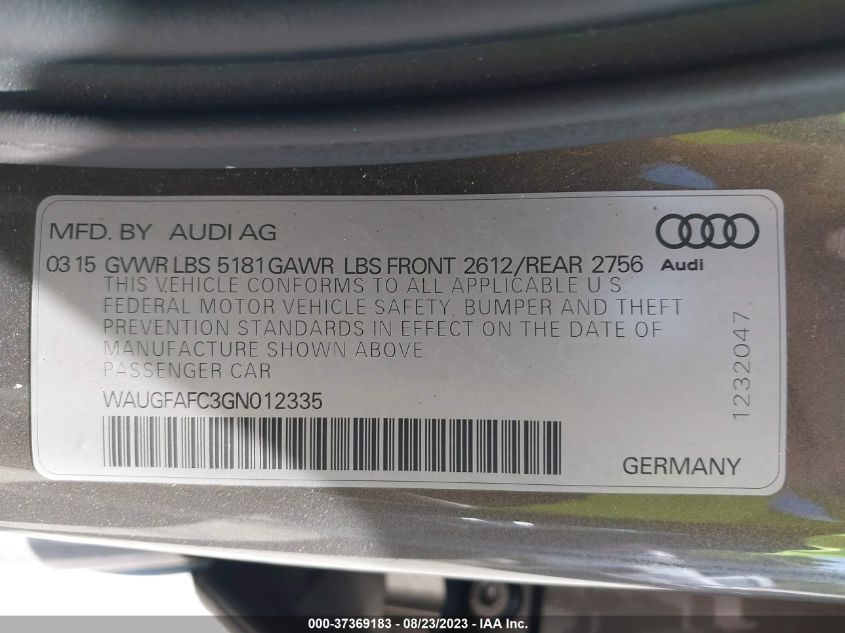 MFD. BY AUDI AG
03 15 GVWR LBS 5181 GAWR LBS FRONT 2612/REAR 2756
Audi
THIS VEHICLE CONFORMS TO ALL APPLICABLE U.S.
FEDERAL MOTOR VEHICLE SAFETY, BUMPER AND THEFT
PREVENTION STANDARDS IN EFFECT ON THE DATE OF
MANUFACTURE SHOWN ABOVE
PASSENGER CAR
WAUGFAFC3GN012335
1232047
GERMANY
000-37369183 - 08/23/2023 - Copyright © 2023, IAA.